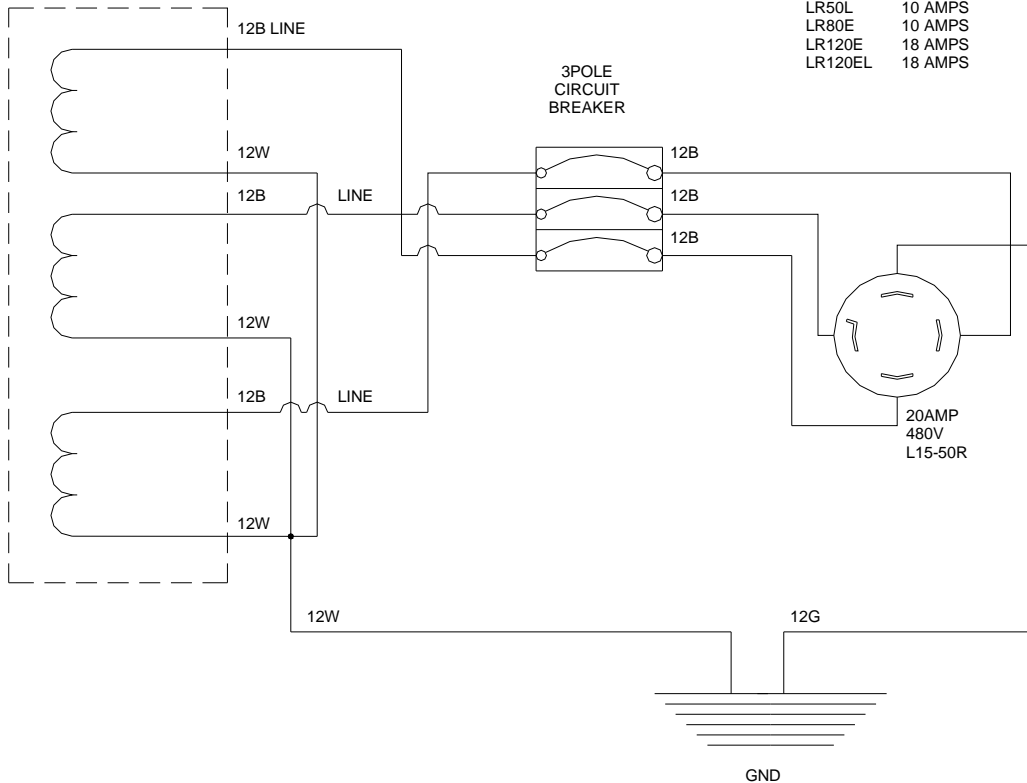 LR50L 10 AMPS
LR80E 10 AMPS
LR120E 18 AMPS
LR120EL 18 AMPS
12B LINE
3POLE
CIRCUIT
BREAKER
12W
12B
12B LINE
12B
12B
12W
12B LINE
20AMP
480V
L15-50R
12W
12W
12G
GND